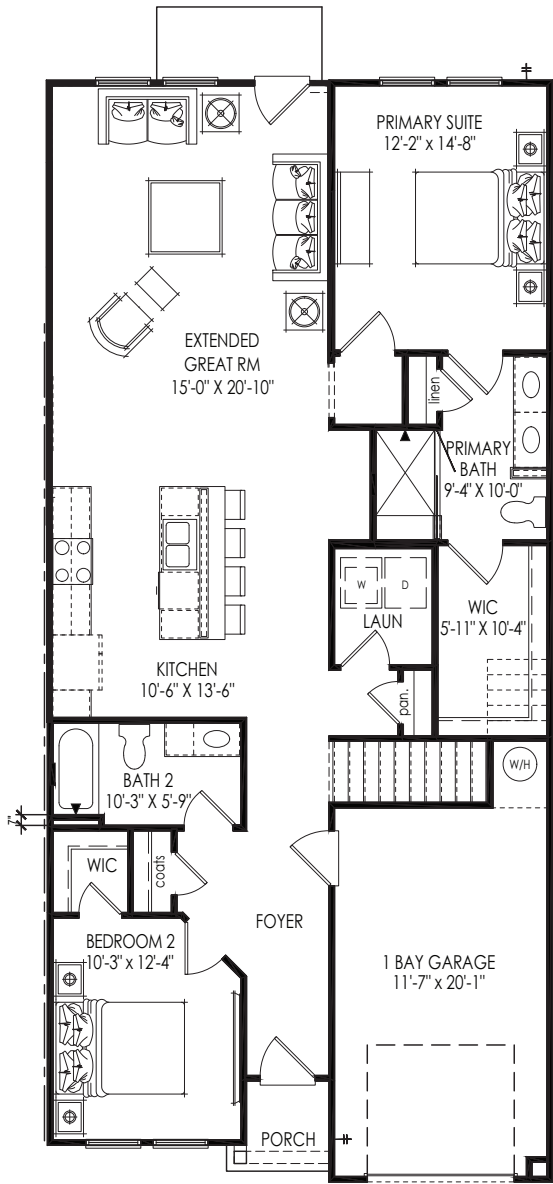 PRIMARY SUITE
12'-2" x 14'-8"
EXTENDED
GREAT RM
15'-0" X 20'-10"
linen
PRIMARY
BATH
9'-4" X 10'-0"
W
D
LAUN
WIC
5'-11" X 10'-4"
KITCHEN
10'-6" X 13'-6"
pan.
BATH 2
10'-3" X 5'-9"
W/H
7"
WIC
coats
FOYER
BEDROOM 2
10'-3" x 12'-4"
1 BAY GARAGE
11'-7" x 20'-1"
PORCH